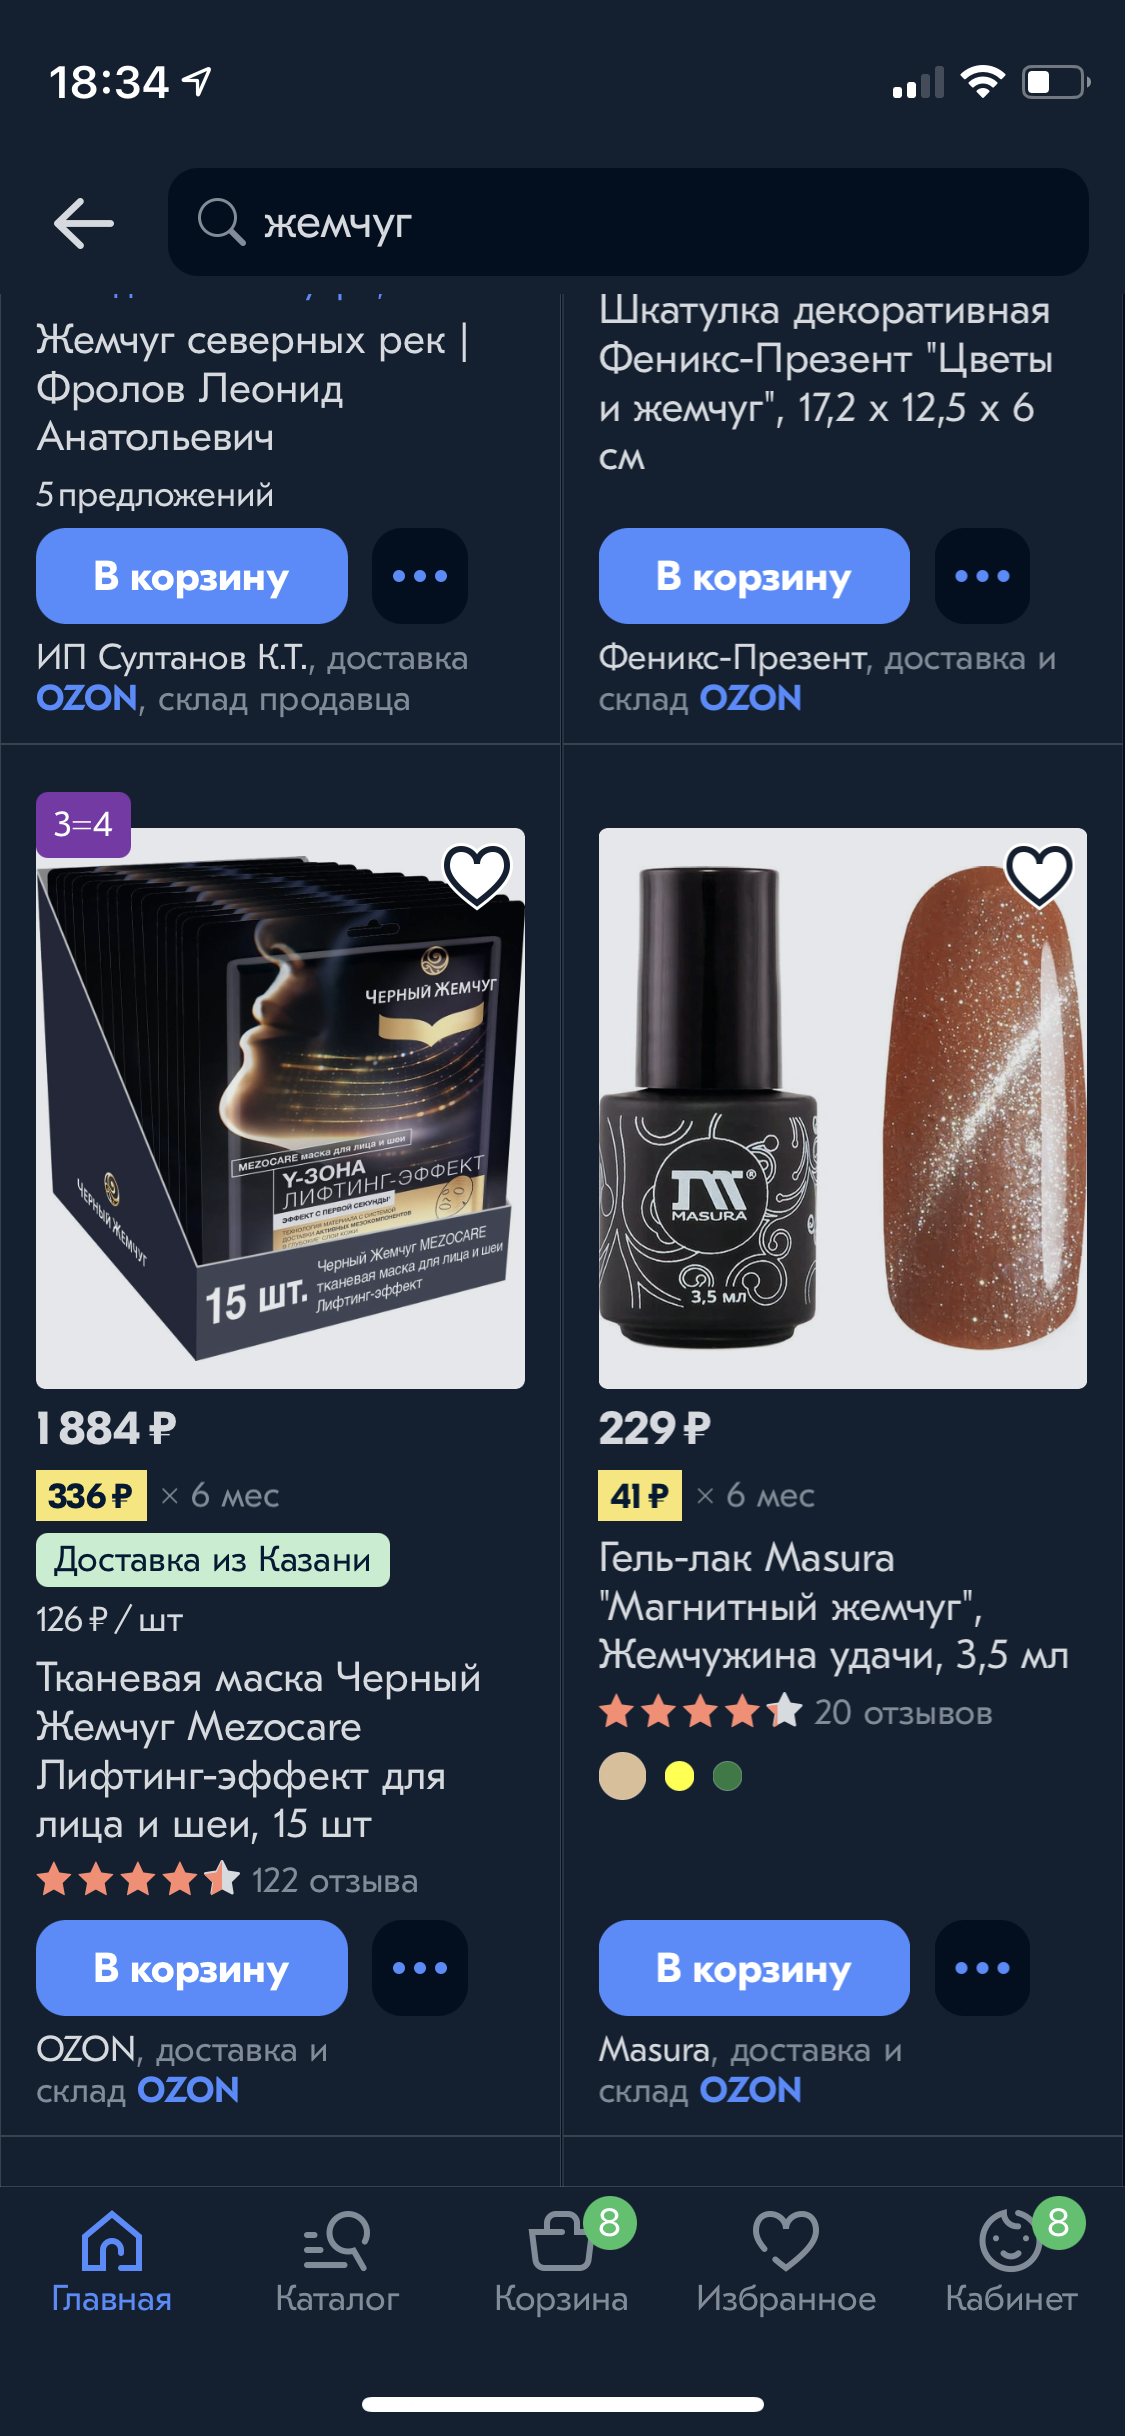 18:34
жемчуг
Жемчуг северных рек |
Фролов Леонид
Анатольевич
5 предложений
В корзину
ИП Султанов К.Т., доставка
OZON, склад продавца
Шкатулка декоративная
Феникс-Презент "Цветы
и жемчуг", 17,2 x 12,5 x 6
см
В корзину
Феникс-Презент, доставка и
склад OZON
3=4
ЧЕРНЫЙ ЖЕМЧУГ
MEZOCARE маска для лица и шеи
Y-ЗОНА
ЛИФТИНГ-ЭФФЕКТ
ЭФФЕКТ С ПЕРВОЙ СЕКУНДЫ
ЧЕРНЫЙ ЖЕМЧУГ
15 шт.
Черный Жемчуг MEZOCARE
тканевая маска для лица и шеи
Лифтинг-эффект
1 884 ₽
336 ₽ × 6 мес
Доставка из Казани
126 ₽ / шт
Тканевая маска Черный
Жемчуг Mezocare
Лифтинг-эффект для
лица и шеи, 15 шт
122 отзыва
В корзину
OZON, доставка и
склад OZON
MASURA
3,5 мл
229 ₽
41 ₽ × 6 мес
Гель-лак Masura
"Магнитный жемчуг",
Жемчужина удачи, 3,5 мл
20 отзывов
В корзину
Masura, доставка и
склад OZON
8
8
Главная
Каталог
Корзина
Избранное
Кабинет